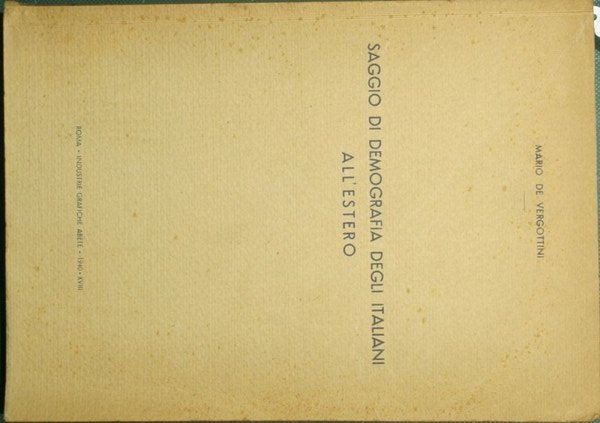 MARIO DE VERGOTTINI
SAGGIO DI DEMOGRAFIA DEGLI ITALIANI
ALL'ESTERO
ROMA - INDUSTRIE GRAFICHE ABETE - 1940-XVIII